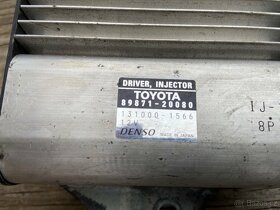 DRIVER, INJECTOR
TOYOTA
89871-20080
131000-1566
12V
DENSO MADE IN JAPAN
IJ-
8P